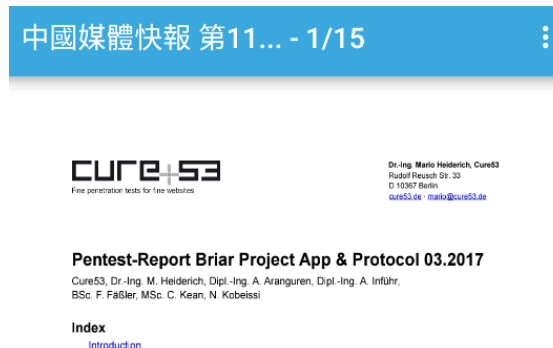 中國媒體快報 第11... - 1/15
cure+53
Fine penetration tests for fine websites
Dr.-Ing. Mario Heiderich, Cure53
Rudolf Reusch Str. 33
D 10367 Berlin
cure53.de · mario@cure53.de
Pentest-Report Briar Project App & Protocol 03.2017
Cure53, Dr.-Ing. M. Heiderich, Dipl.-Ing. A. Aranguren, Dipl.-Ing. A. Inführ,
BSc. F. Fäßler, MSc. C. Kean, N. Kobeissi
Index
Introduction